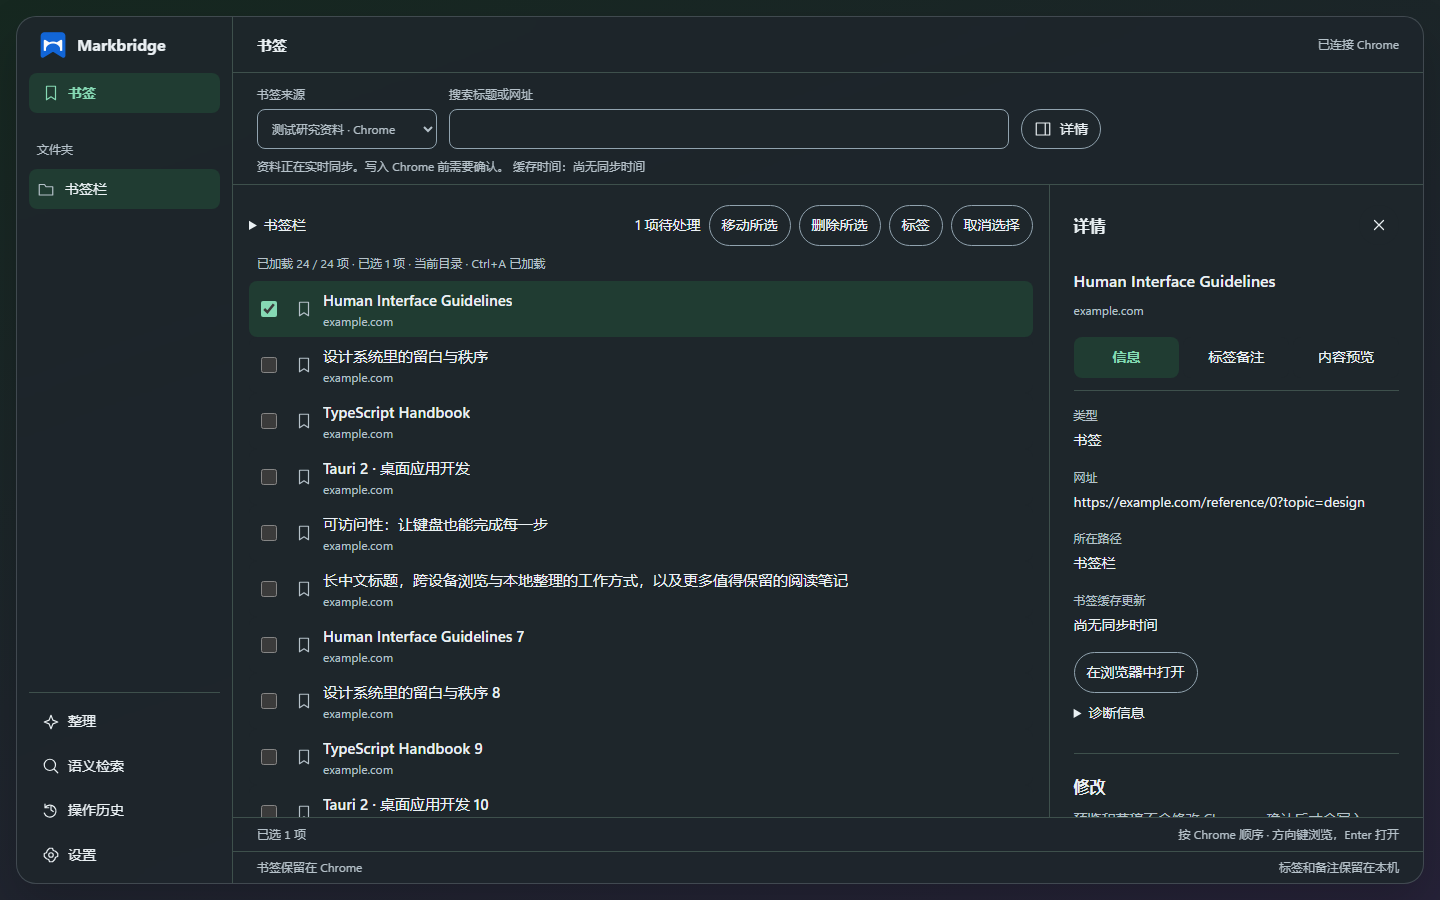 Markbridge
书签
文件夹
书签栏
整理
语义检索
操作历史
设置
书签
已连接 Chrome
书签来源
搜索标题或网址
测试研究资料 · Chrome
详情
资料正在实时同步。写入 Chrome 前需要确认。 缓存时间：尚无同步时间
书签栏
1 项待处理
移动所选
删除所选
标签
取消选择
已加载 24 / 24 项 · 已选 1 项 · 当前目录 · Ctrl+A 已加载
Human Interface Guidelines
example.com
设计系统里的留白与秩序
example.com
TypeScript Handbook
example.com
Tauri 2 · 桌面应用开发
example.com
可访问性：让键盘也能完成每一步
example.com
长中文标题，跨设备浏览与本地整理的工作方式，以及更多值得保留的阅读笔记
example.com
Human Interface Guidelines 7
example.com
设计系统里的留白与秩序 8
example.com
TypeScript Handbook 9
example.com
Tauri 2 · 桌面应用开发 10
详情
Human Interface Guidelines
example.com
信息
标签备注
内容预览
类型
书签
网址
https://example.com/reference/0?topic=design
所在路径
书签栏
书签缓存更新
尚无同步时间
在浏览器中打开
诊断信息
修改
已选 1 项
按 Chrome 顺序 · 方向键浏览，Enter 打开
书签保留在 Chrome
标签和备注保留在本机